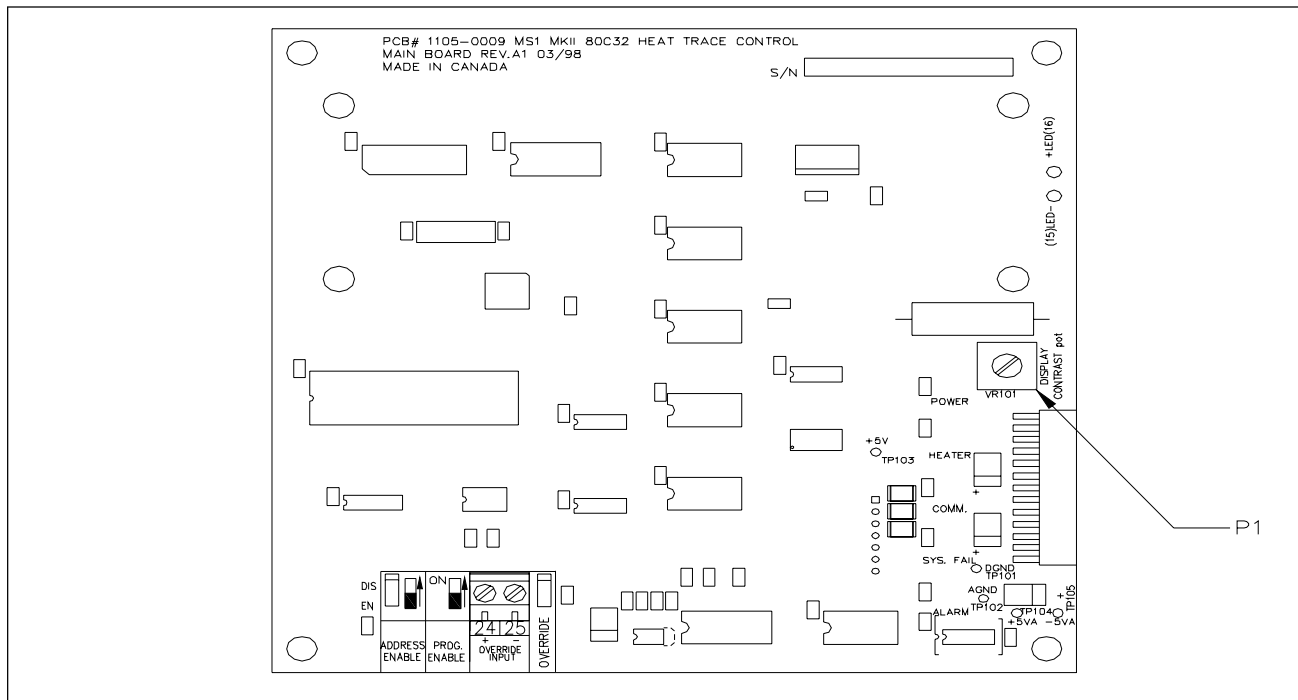 PCB# 1105-0009 MS1 MKII 80C32 HEAT TRACE CONTROL
MAIN BOARD REV.A1 03/98
MADE IN CANADA
S/N
+LED(16)
(15)LED-
DISPLAY
CONTRAST pot
VR101
POWER
+5V
TP103
HEATER
+
COMM.
P1
+
SYS. FAIL
DGND
TP101
AGND
TP102
ALARM
TP104
+5VA
+
-5VA
TP105
DIS
EN
ON
24 25
+ -
ADDRESS
ENABLE
PROG.
ENABLE
OVERRIDE
INPUT
OVERRIDE